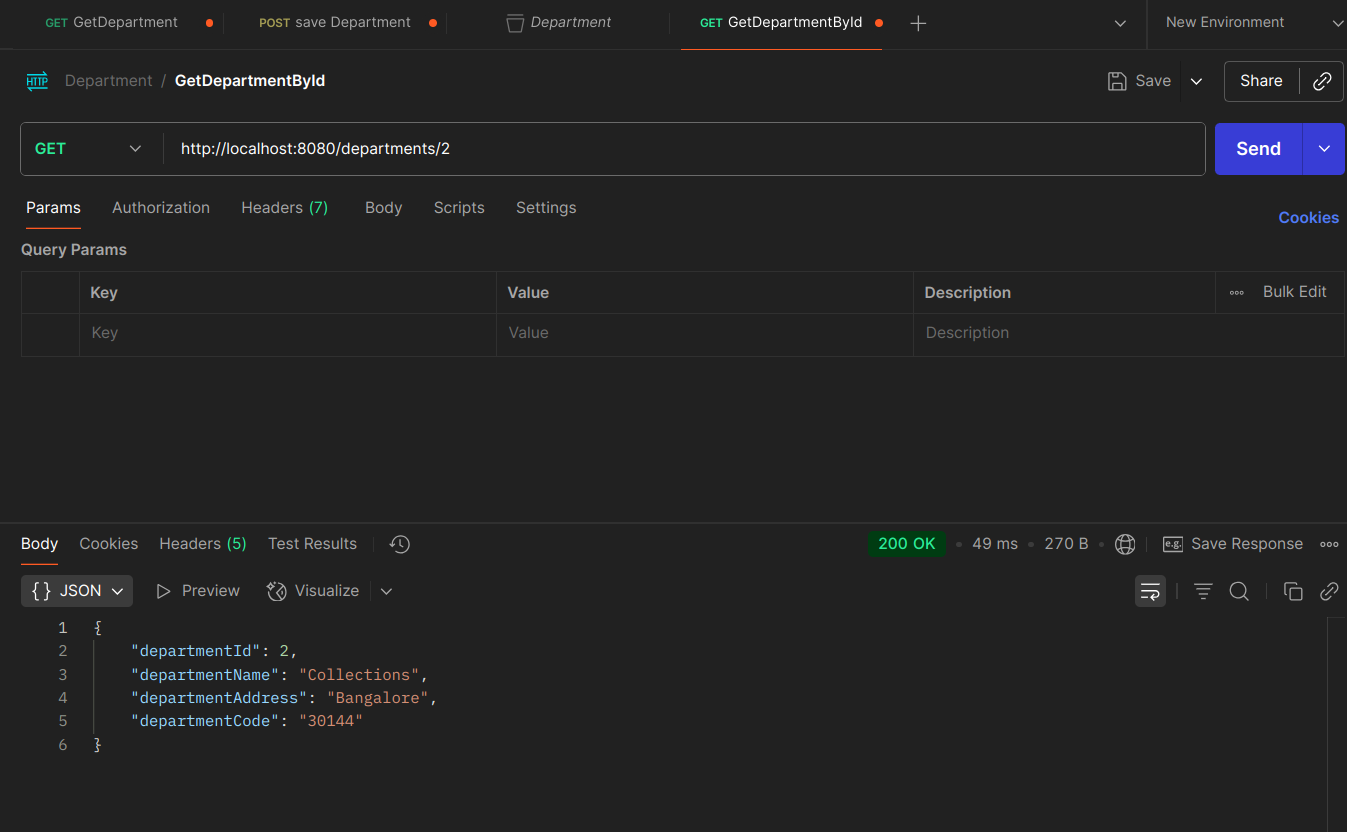 GET GetDepartment POST save Department Department GET GetDepartmentById New Environment
HTTP Department / GetDepartmentById Save Share
GET http://localhost:8080/departments/2 Send
Params Authorization Headers (7) Body Scripts Settings Cookies
Query Params
Key Value Description Bulk Edit
Key Value Description
Body Cookies Headers (5) Test Results 200 OK 49 ms 270 B e.g. Save Response
{} JSON Preview Visualize
1 {
2 "departmentId": 2,
3 "departmentName": "Collections",
4 "departmentAddress": "Bangalore",
5 "departmentCode": "30144"
6 }